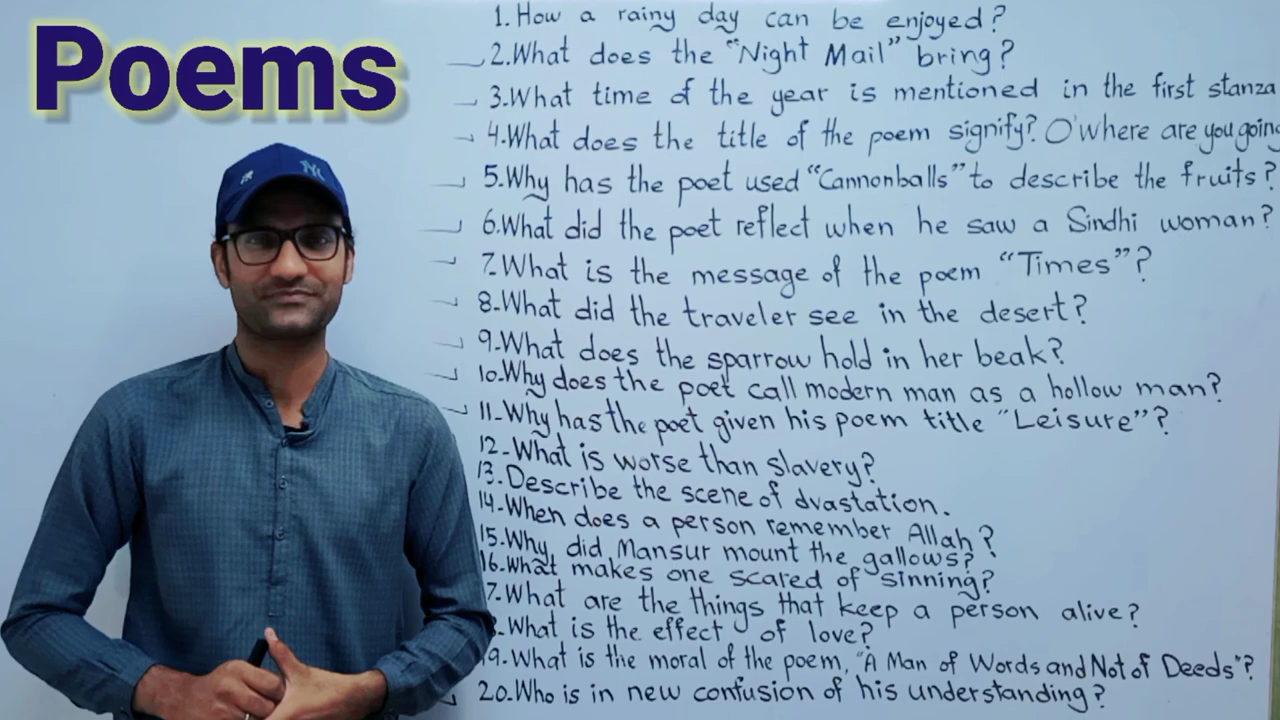 Poems
1. How a rainy day can be enjoyed?
2. What does the "Night Mail" bring?
3. What time of the year is mentioned in the first stanza
4. What does the title of the poem signify? O'where are you going
5. Why has the poet used "Cannonballs" to describe the fruits?
6. What did the poet reflect when he saw a Sindhi woman?
7. What is the message of the poem "Times"?
8. What did the traveler see in the desert?
9. What does the sparrow hold in her beak?
10. Why does the poet call modern man as a hollow man?
11. Why has the poet given his poem title "Leisure"?
12. What is worse than slavery?
13. Describe the scene of dvastation.
14. When does a person remember Allah?
15. Why did Mansur mount the gallows?
16. What makes one scared of sinning?
7. What are the things that keep a person alive?
. What is the effect of love?
9. What is the moral of the poem, "A Man of Words and Not of Deeds"?
20. Who is in new confusion of his understanding?
NY